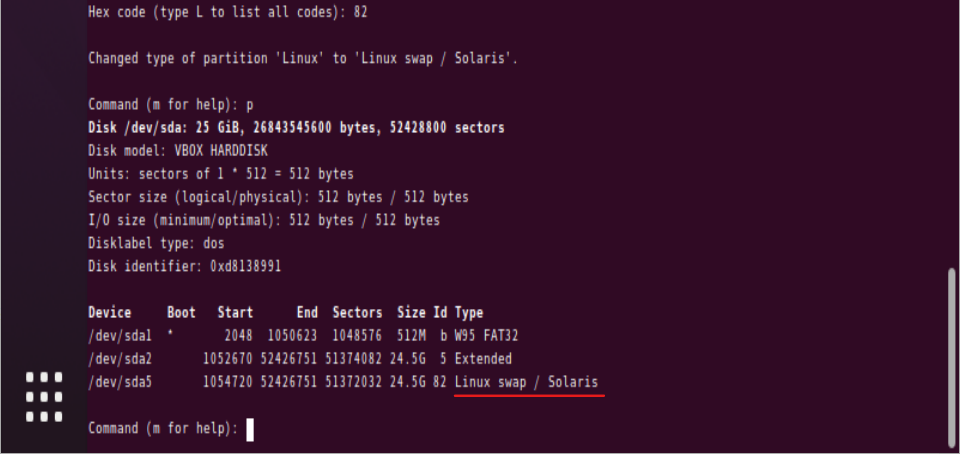 Hex code (type L to list all codes): 82
Changed type of partition 'Linux' to 'Linux swap / Solaris'.
Command (m for help): p
Disk /dev/sda: 25 GiB, 26843545600 bytes, 52428800 sectors
Disk model: VBOX HARDDISK
Units: sectors of 1 * 512 = 512 bytes
Sector size (logical/physical): 512 bytes / 512 bytes
I/O size (minimum/optimal): 512 bytes / 512 bytes
Disklabel type: dos
Disk identifier: 0xd8138991
Device     Boot   Start      End  Sectors  Size Id Type
/dev/sda1  *       2048  1050623  1048576  512M  b W95 FAT32
/dev/sda2       1052670 52426751 51374082 24.5G  5 Extended
/dev/sda5       1054720 52426751 51372032 24.5G 82 Linux swap / Solaris
Command (m for help):